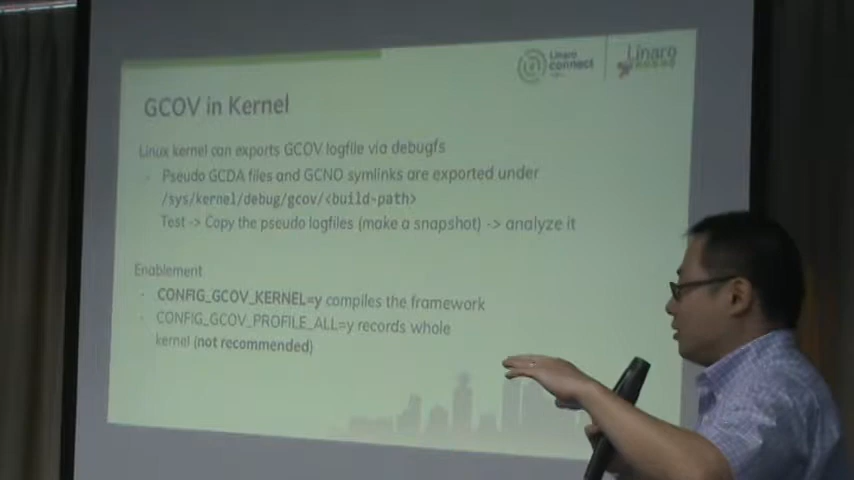 Linaro
connect
Linaro
GCOV in Kernel
Linux kernel can exports GCOV logfile via debugfs
- Pseudo GCDA files and GCNO symlinks are exported under
/sys/kernel/debug/gcov/<build-path>
Test -> Copy the pseudo logfiles (make a snapshot) -> analyze it
Enablement
- CONFIG_GCOV_KERNEL=y compiles the framework
- CONFIG_GCOV_PROFILE_ALL=y records whole
kernel (not recommended)